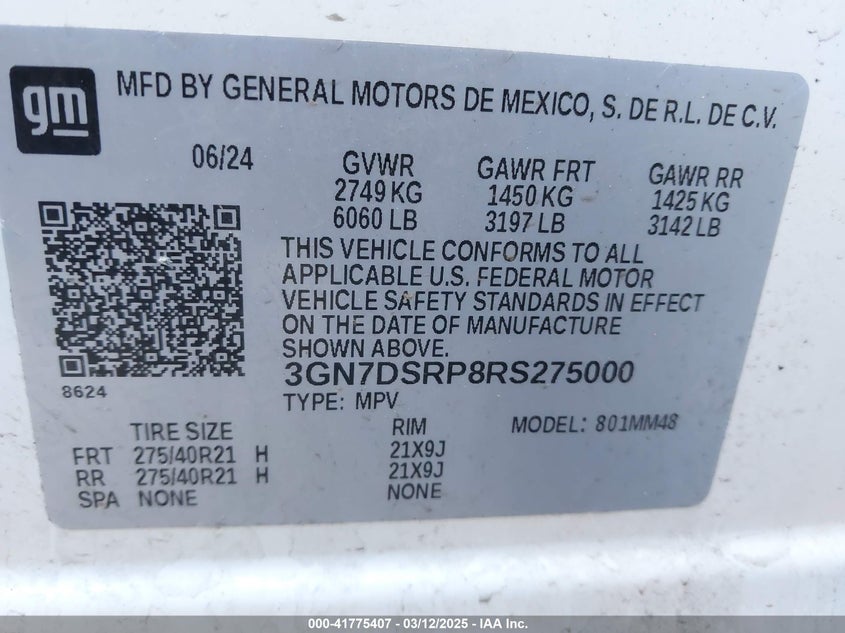 gm
MFD BY GENERAL MOTORS DE MEXICO, S. DE R.L. DE C.V.
06/24 GVWR GAWR FRT GAWR RR
2749 KG 1450 KG 1425 KG
6060 LB 3197 LB 3142 LB
THIS VEHICLE CONFORMS TO ALL
APPLICABLE U.S. FEDERAL MOTOR
VEHICLE SAFETY STANDARDS IN EFFECT
ON THE DATE OF MANUFACTURE
SHOWN ABOVE.
8624
3GN7DSRP8RS275000
TYPE: MPV
TIRE SIZE RIM MODEL: 801MM48
FRT 275/40R21 H 21X9J
RR 275/40R21 H 21X9J
SPA NONE NONE
000-41775407 - 03/12/2025 - IAA Inc.